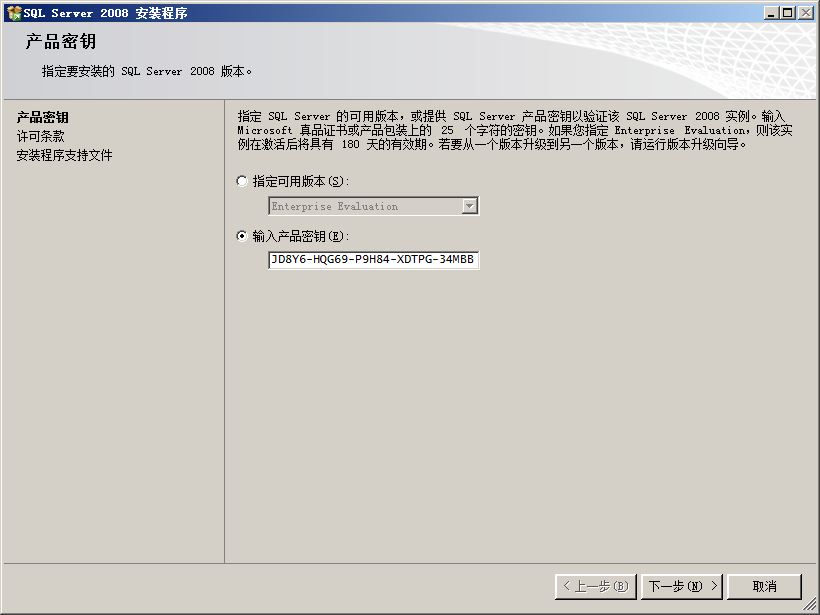 SQL Server 2008 安装程序
产品密钥
指定要安装的 SQL Server 2008 版本。
产品密钥
许可条款
安装程序支持文件
指定 SQL Server 的可用版本，或提供 SQL Server 产品密钥以验证该 SQL Server 2008 实例。输入
Microsoft 真品证书或产品包装上的 25 个字符的密钥。如果您指定 Enterprise Evaluation，则该实
例在激活后将具有 180 天的有效期。若要从一个版本升级到另一个版本，请运行版本升级向导。
指定可用版本(S):
Enterprise Evaluation
输入产品密钥(E):
JD8Y6-HQG69-P9H84-XDTPG-34MBB
< 上一步(B)
下一步(N) >
取消